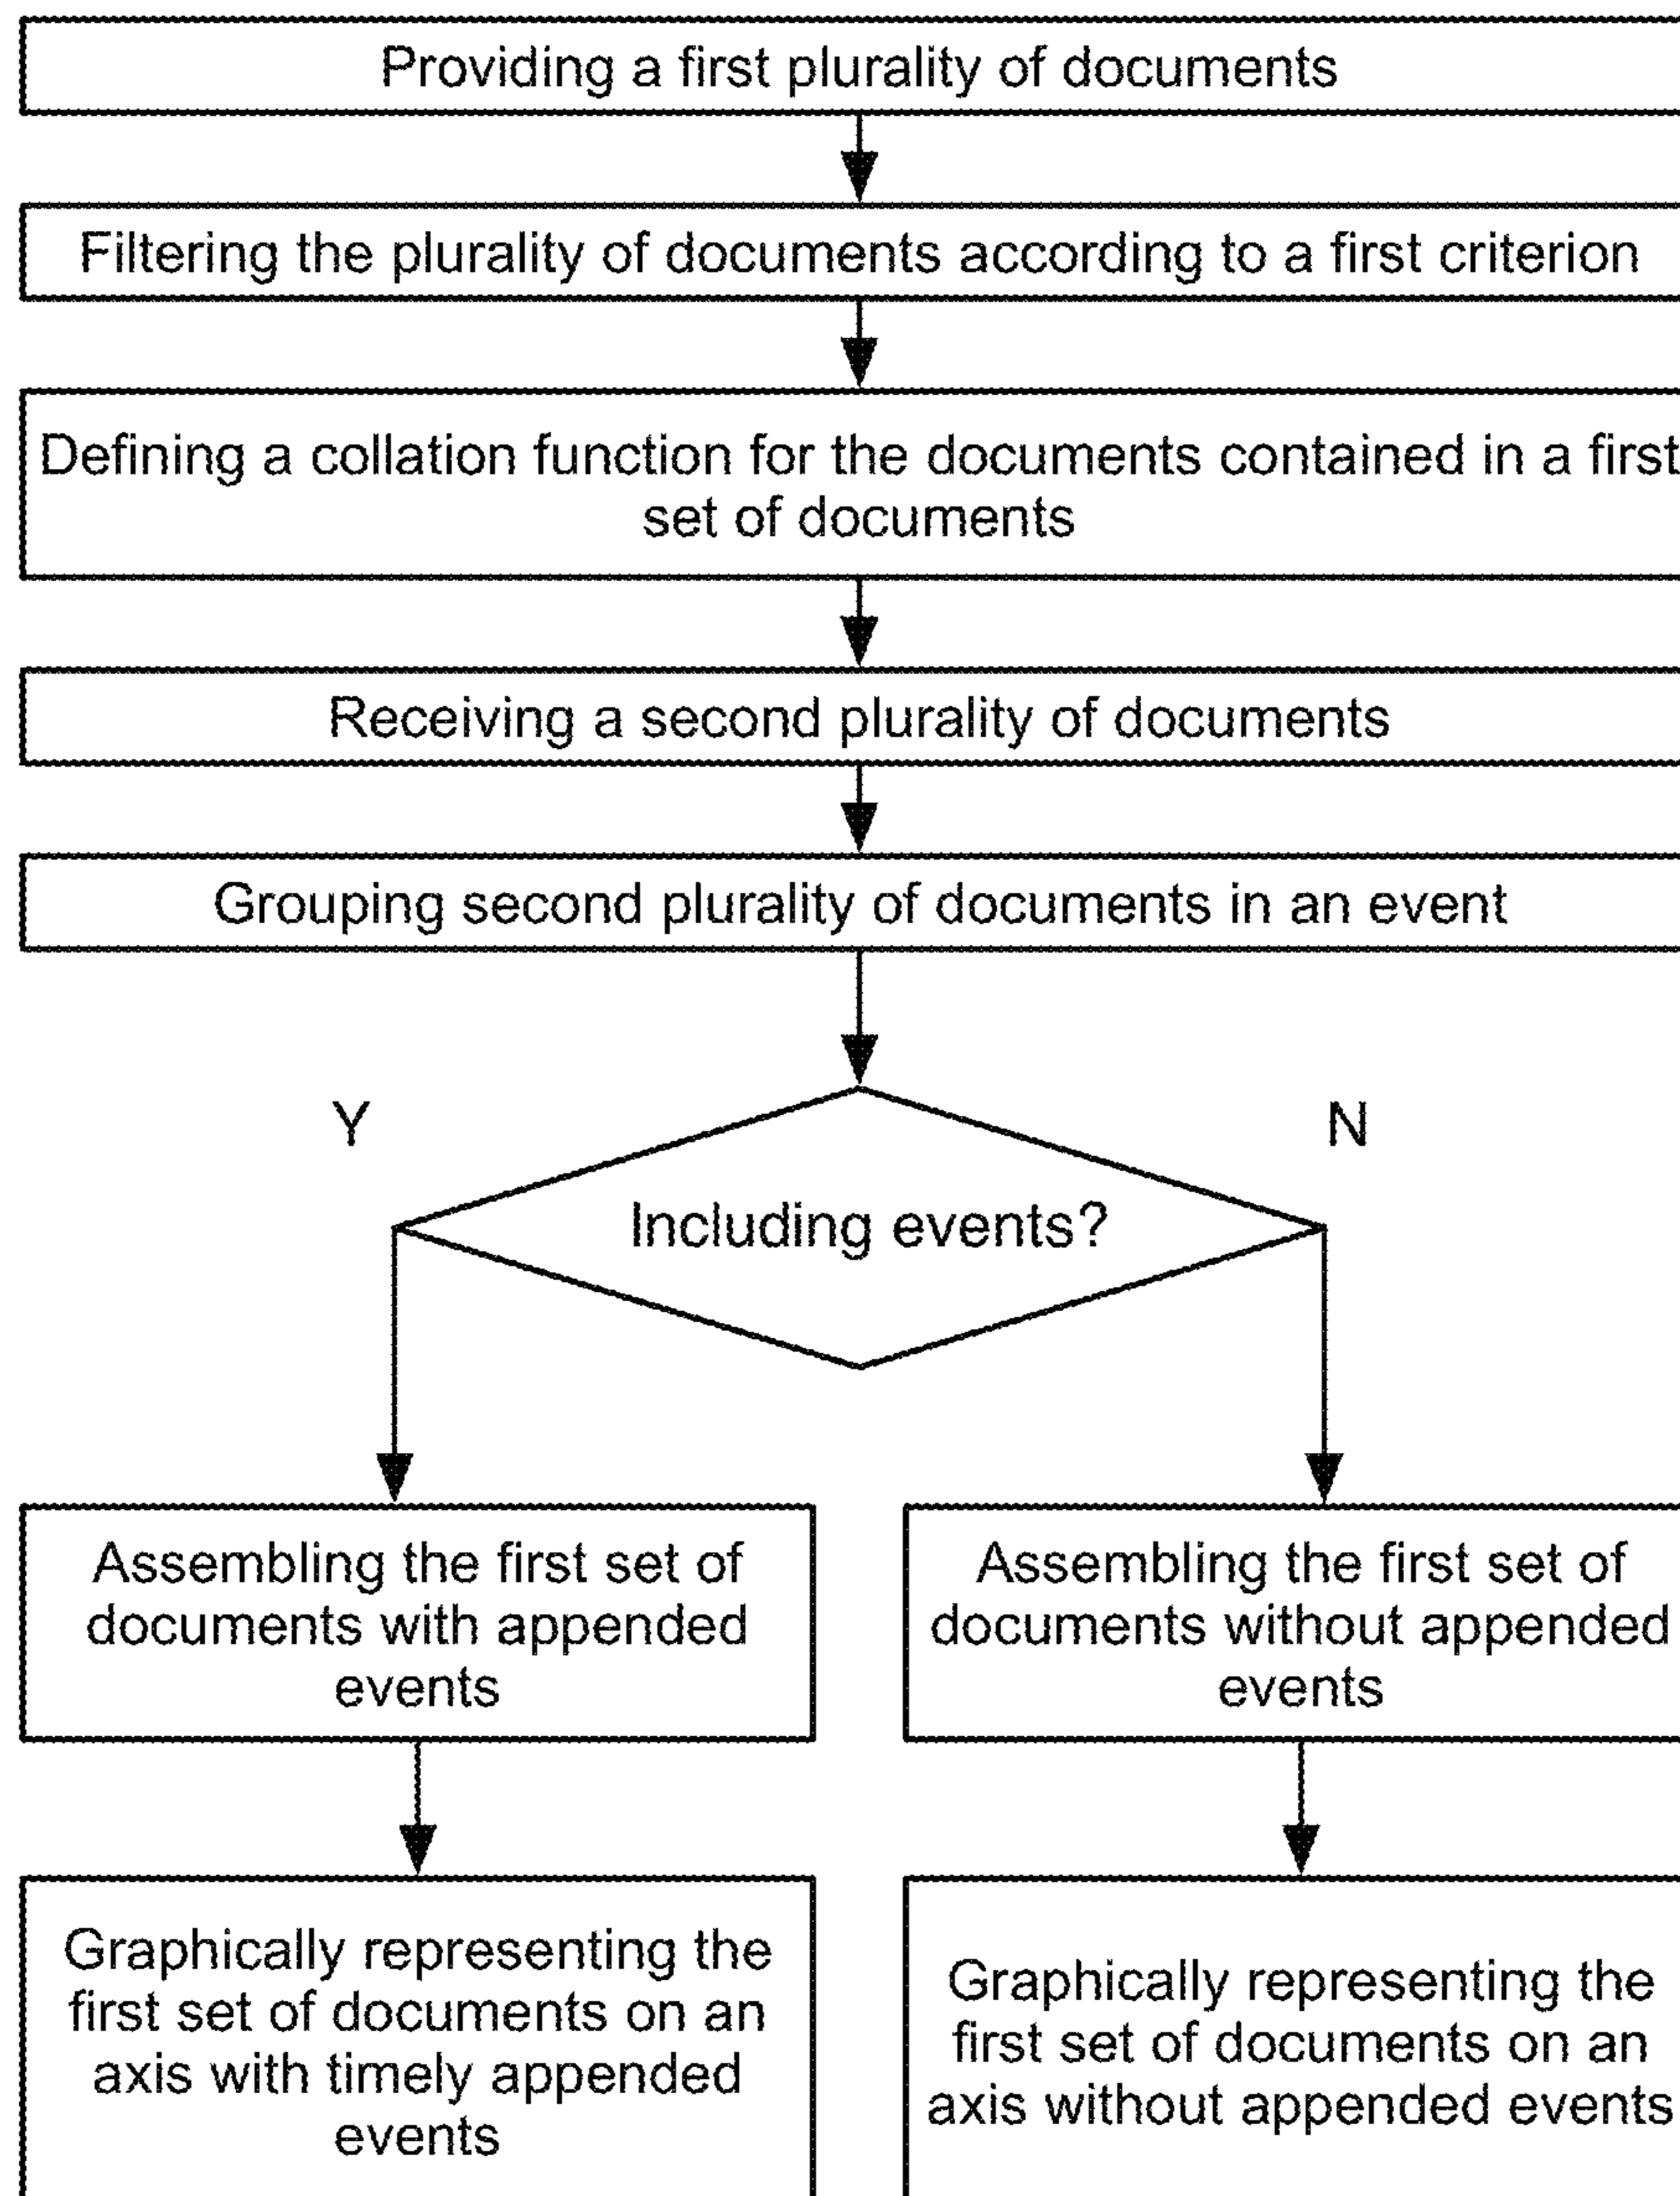 Providing a first plurality of documents
Filtering the plurality of documents according to a first criterion
Defining a collation function for the documents contained in a first
set of documents
Receiving a second plurality of documents
Grouping second plurality of documents in an event
Y
N
Including events?
Assembling the first set of
documents with appended
events
Assembling the first set of
documents without appended
events
Graphically representing the
first set of documents on an
axis with timely appended
events
Graphically representing the
first set of documents on an
axis without appended events